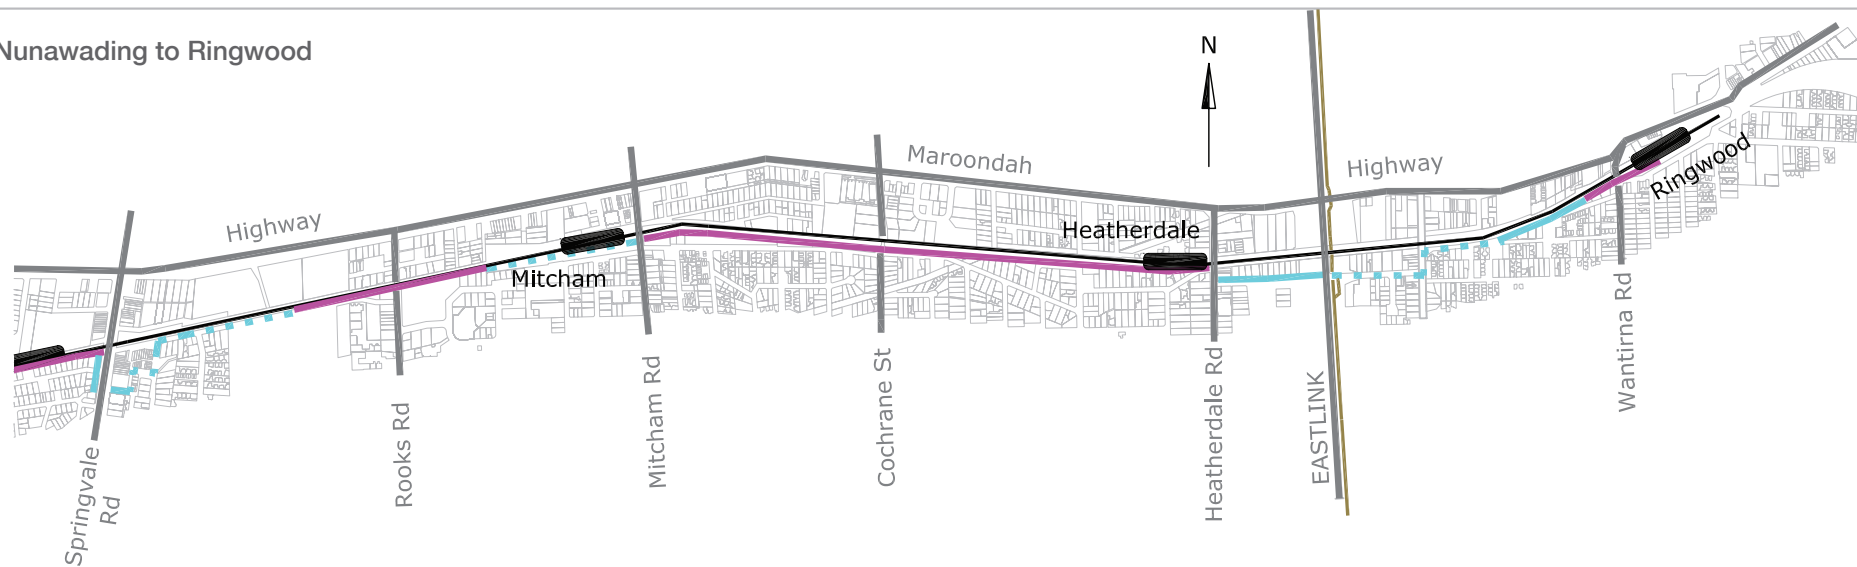 Nunawading to Ringwood
N
Maroondah
Highway
Highway
Ringwood
Heatherdale
Mitcham
Springvale
Rd
Rooks Rd
Mitcham Rd
Cochrane St
Heatherdale Rd
EASTLINK
Wantirna Rd